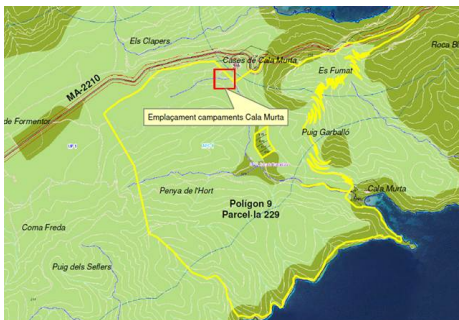 Els Clapers
Cases de Cala Murta
Roca Bl
Es Fumat
MA-2210
Emplaçament campaments Cala Murta
de Formentor
Puig Garballó
Penya de l'Hort
Cala Murta
Polígon 9
Parcel·la 229
Coma Freda
Puig dels Sellers